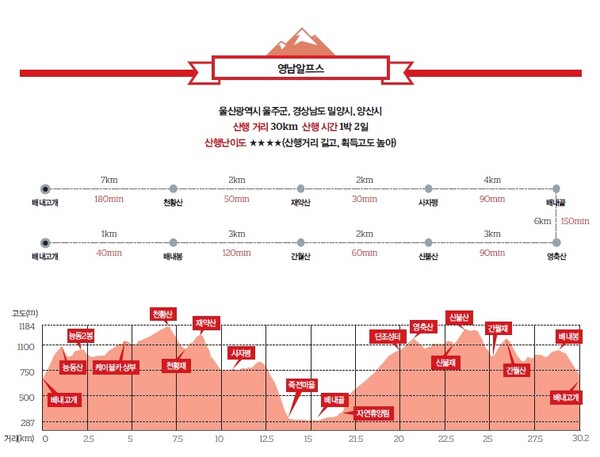 영남알프스
울산광역시 울주군, 경상남도 밀양시, 양산시
산행 거리 30km 산행 시간 1박 2일
산행난이도 ★★★★(산행거리 길고, 획득고도 높아)
7km 2km 2km 4km
배내고개 180min 천황산 50min 재약산 30min 사자평 90min 배내골
6km 150min
1km 3km 2km 3km
배내고개 40min 배내봉 120min 간월산 60min 신불산 90min 영축산
고도(m)
1184
1100
750
500
287
천황산
재약산
능동2봉
사자평
능동산
케이블카 상부
천황재
배내고개
죽전마을
배내골
자연휴양림
단조성터
영축산
신불산
간월재
신불재
간월산
배내봉
배내고개
거리(km) 0 2.5 5 7.5 10 12.5 15 17.5 20 22.5 25 27.5 30.2